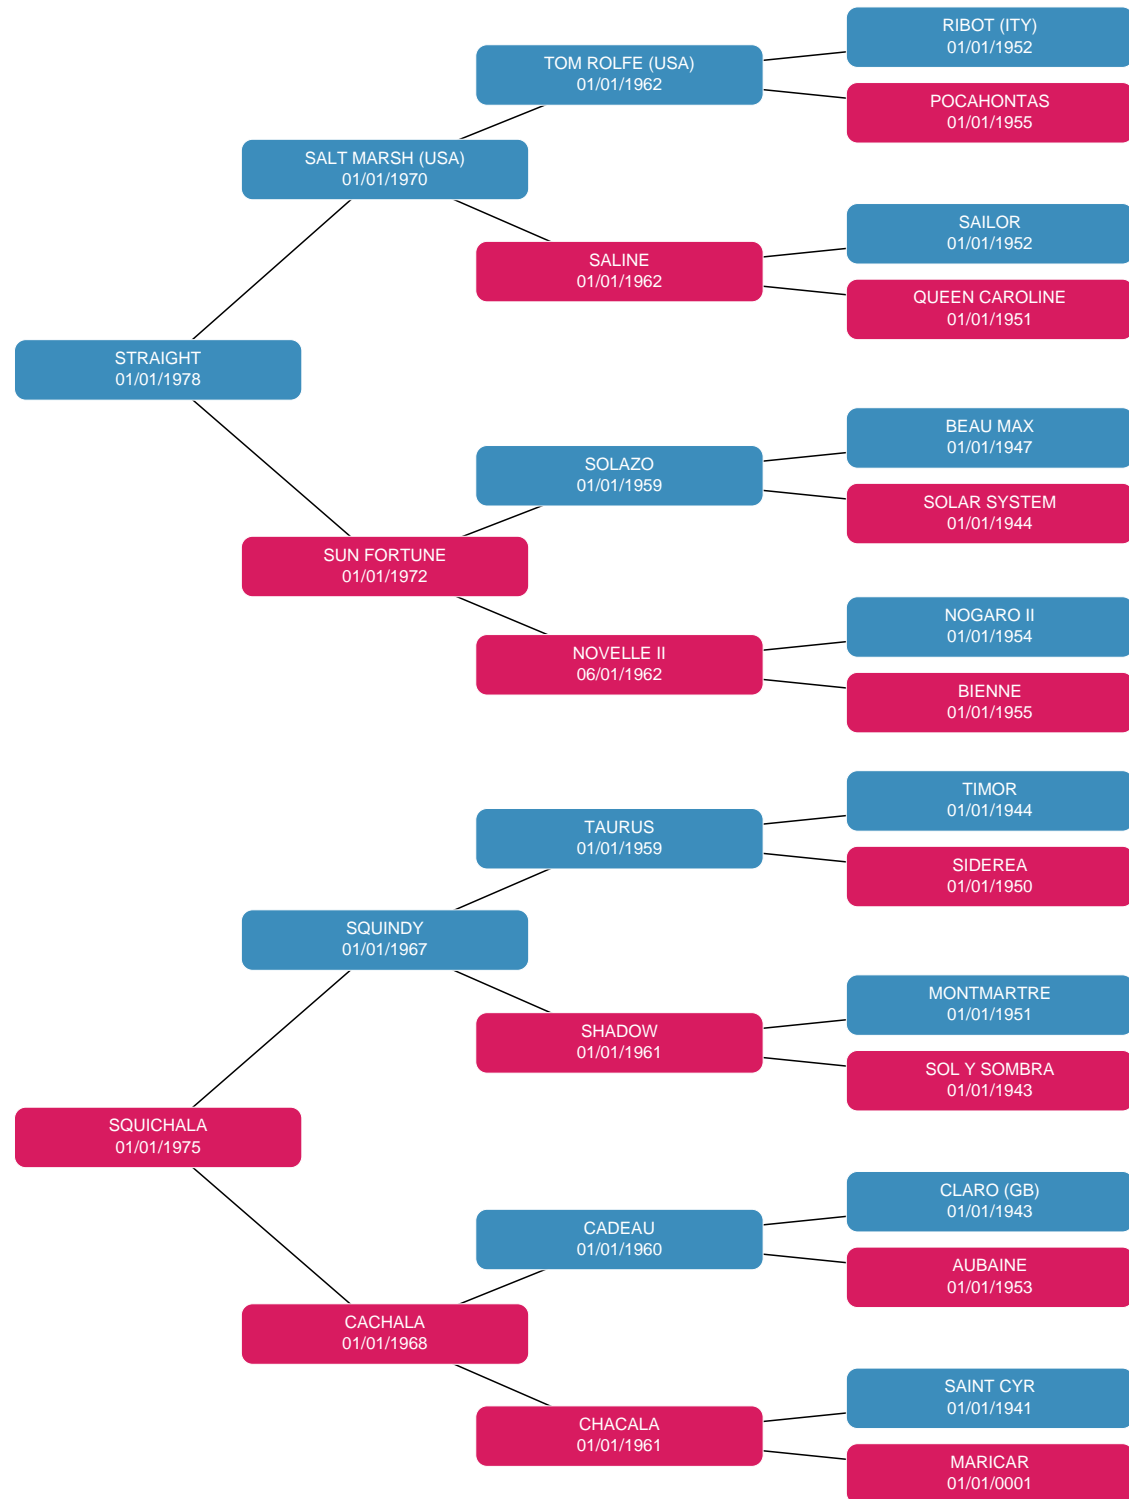 RIBOT (ITY)
01/01/1952
TOM ROLFE (USA)
01/01/1962
POCAHONTAS
01/01/1955
SALT MARSH (USA)
01/01/1970
SAILOR
01/01/1952
SALINE
01/01/1962
QUEEN CAROLINE
01/01/1951
STRAIGHT
01/01/1978
BEAU MAX
01/01/1947
SOLAZO
01/01/1959
SOLAR SYSTEM
01/01/1944
SUN FORTUNE
01/01/1972
NOGARO II
01/01/1954
NOVELLE II
06/01/1962
BIENNE
01/01/1955
TIMOR
01/01/1944
TAURUS
01/01/1959
SIDEREA
01/01/1950
SQUINDY
01/01/1967
MONTMARTRE
01/01/1951
SHADOW
01/01/1961
SOL Y SOMBRA
01/01/1943
SQUICHALA
01/01/1975
CLARO (GB)
01/01/1943
CADEAU
01/01/1960
AUBAINE
01/01/1953
CACHALA
01/01/1968
SAINT CYR
01/01/1941
CHACALA
01/01/1961
MARICAR
01/01/0001